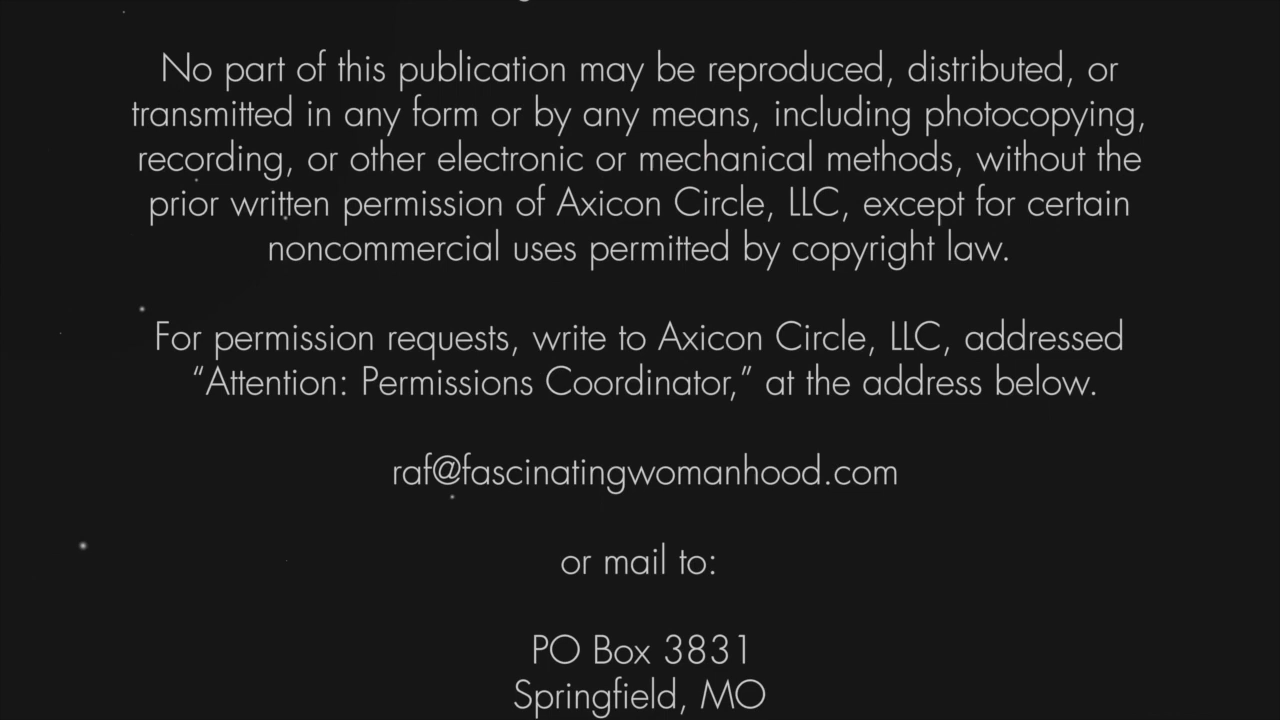 No part of this publication may be reproduced, distributed, or
transmitted in any form or by any means, including photocopying,
recording, or other electronic or mechanical methods, without the
prior written permission of Axicon Circle, LLC, except for certain
noncommercial uses permitted by copyright law.
For permission requests, write to Axicon Circle, LLC, addressed
“Attention: Permissions Coordinator,” at the address below.
raf@fascinatingwomanhood.com
or mail to:
PO Box 3831
Springfield, MO